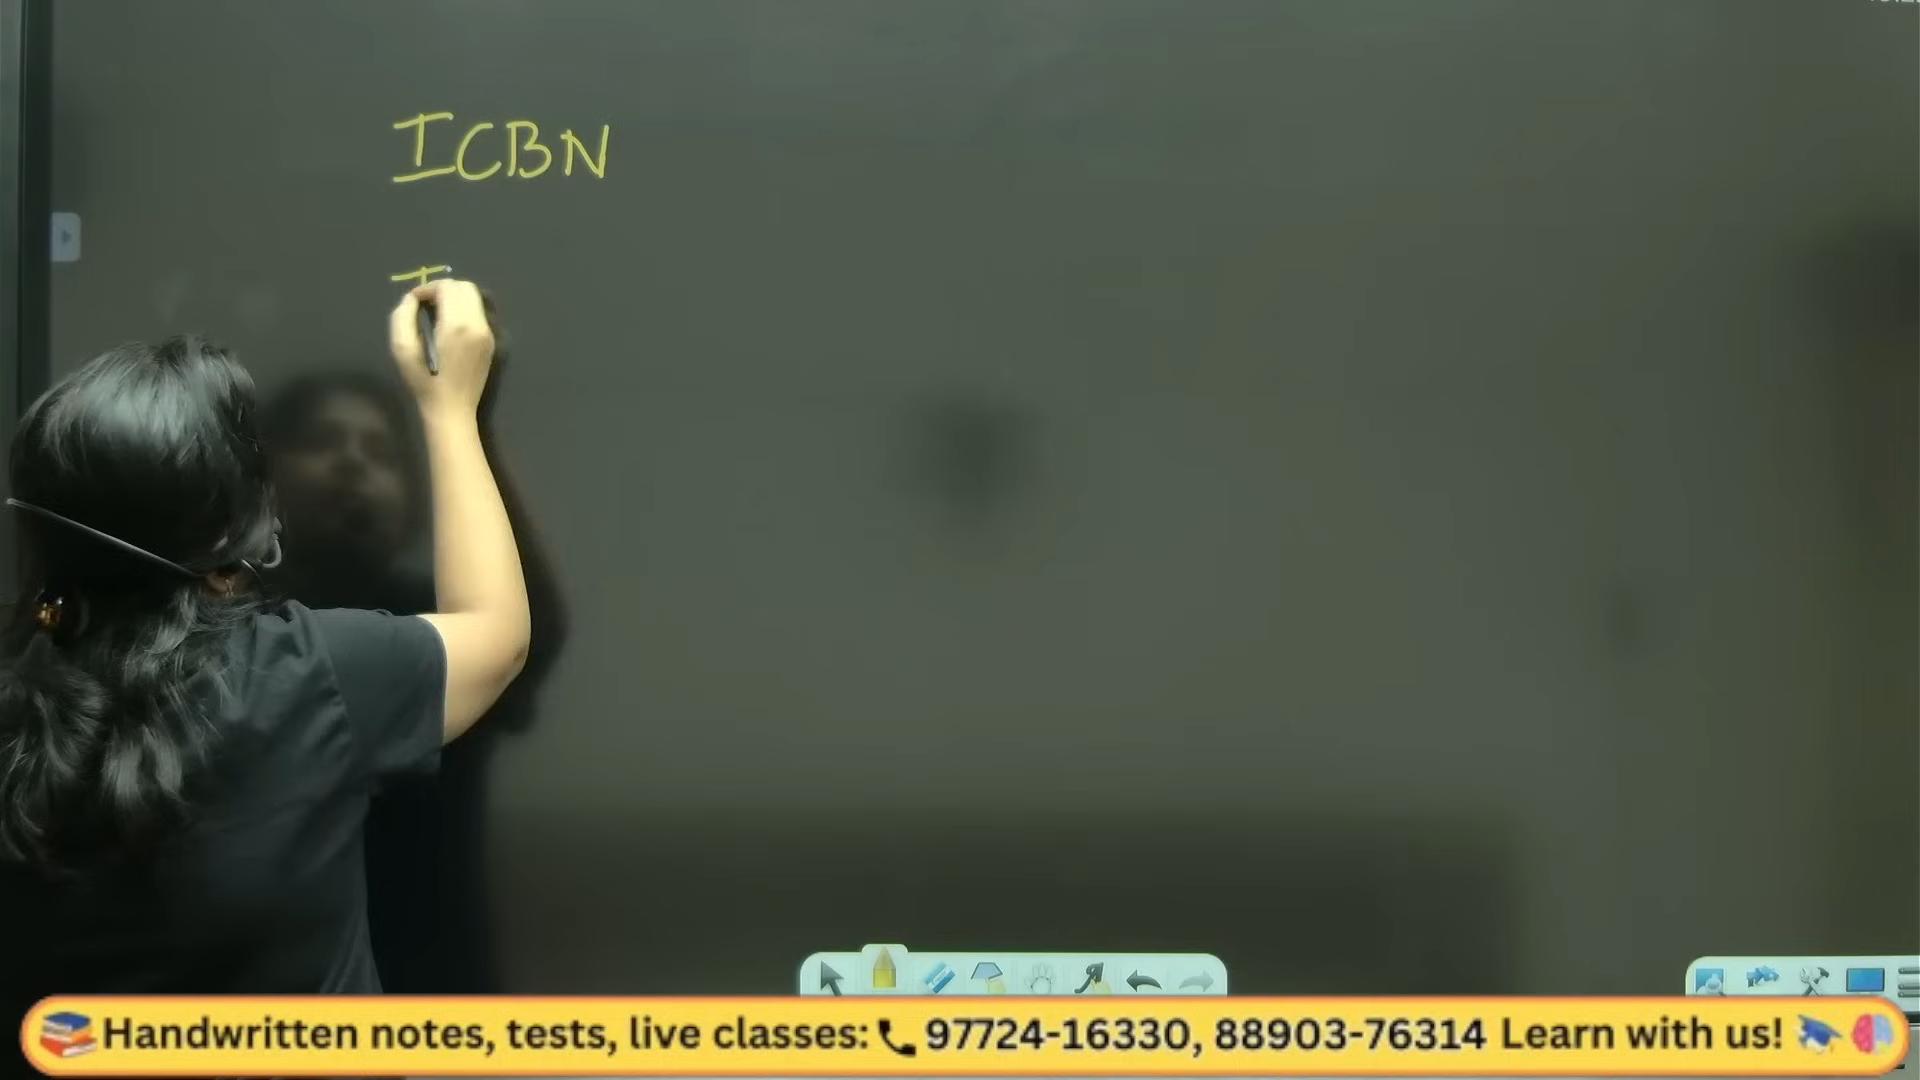 ICBN
I
Handwritten notes, tests, live classes: 97724-16330, 88903-76314 Learn with us!